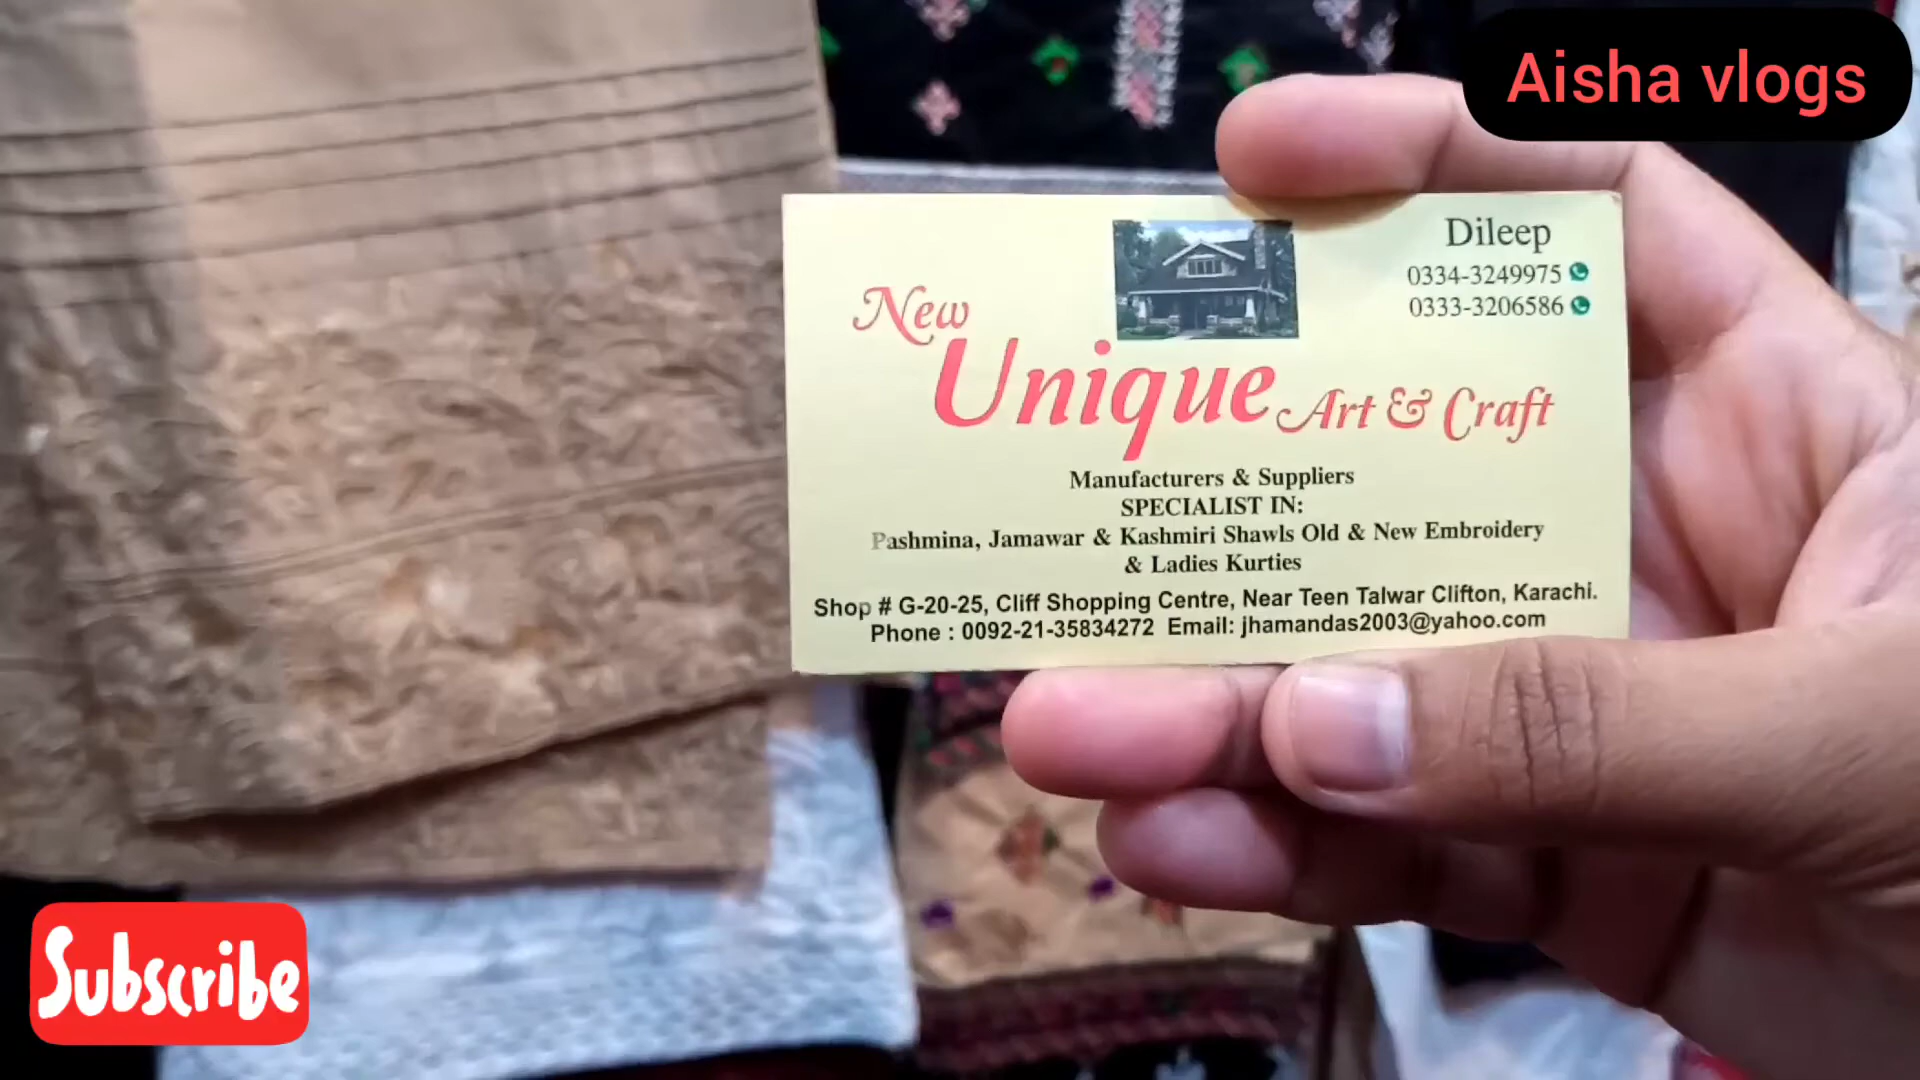 Aisha vlogs
Dileep
0334-3249975
0333-3206586
New
Unique Art & Craft
Manufacturers & Suppliers
SPECIALIST IN:
Pashmina, Jamawar & Kashmiri Shawls Old & New Embroidery
& Ladies Kurties
Shop # G-20-25, Cliff Shopping Centre, Near Teen Talwar Clifton, Karachi.
Phone : 0092-21-35834272 Email: jhamandas2003@yahoo.com
Subscribe